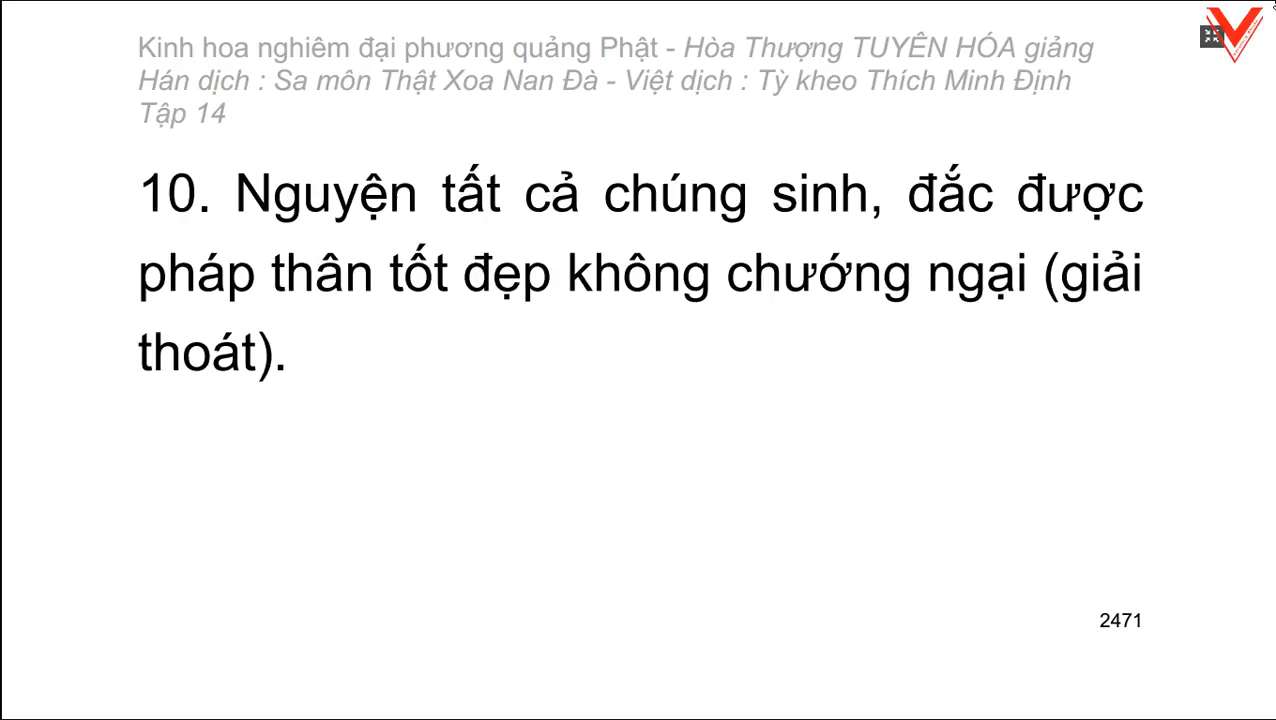 Kinh hoa nghiêm đại phương quảng Phật - Hòa Thượng TUYÊN HÓA giảng
Hán dịch : Sa môn Thật Xoa Nan Đà - Việt dịch : Tỳ kheo Thích Minh Định
Tập 14
10. Nguyện tất cả chúng sinh, đắc được
pháp thân tốt đẹp không chướng ngại (giải
thoát).
2471